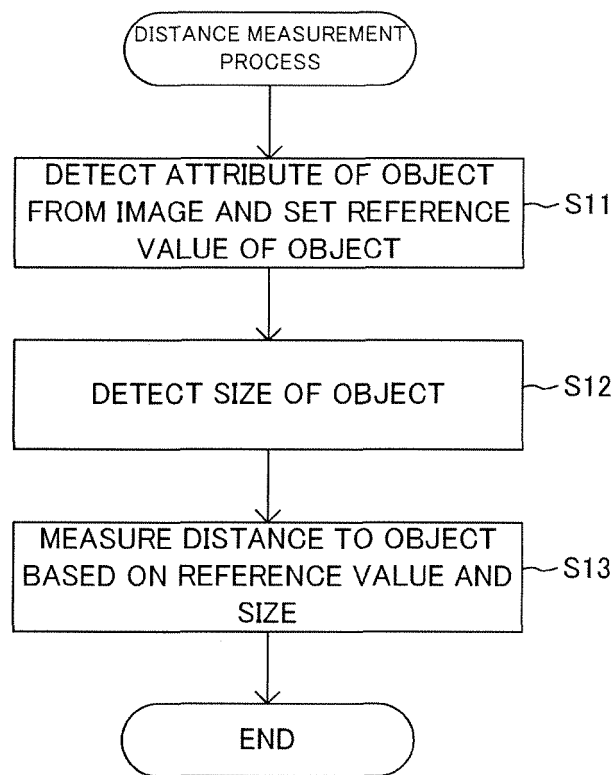 DISTANCE MEASUREMENT
PROCESS
DETECT ATTRIBUTE OF OBJECT
FROM IMAGE AND SET REFERENCE
VALUE OF OBJECT
S11
DETECT SIZE OF OBJECT
S12
MEASURE DISTANCE TO OBJECT
BASED ON REFERENCE VALUE AND
SIZE
S13
END